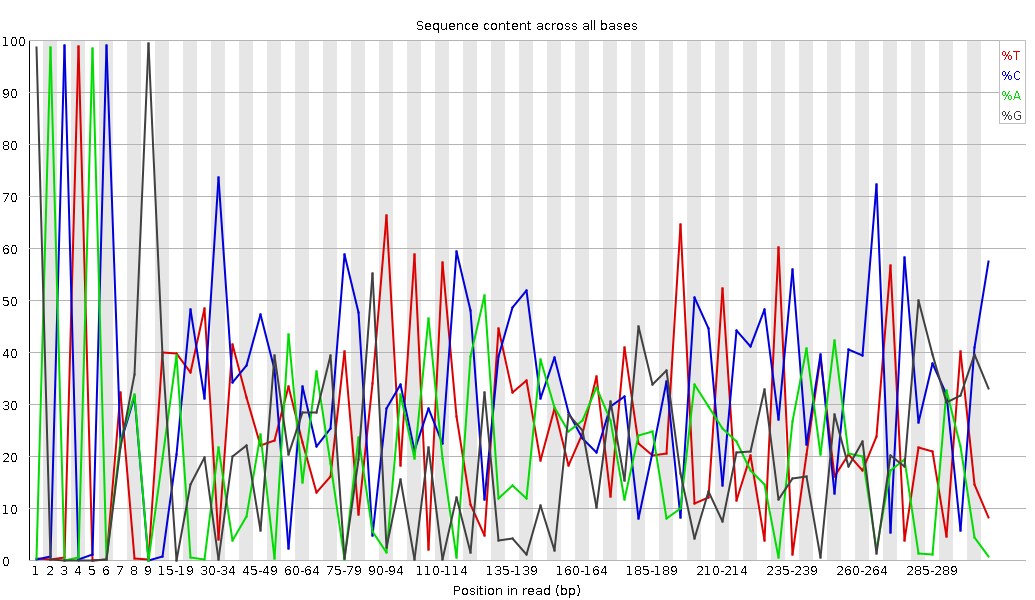 Sequence content across all bases
100
90
80
70
60
50
40
30
20
10
0
%T
%C
%A
%G
1 2 3 4 5 6 7 8 9 15-19 30-34 45-49 60-64 75-79 90-94 110-114 135-139 160-164 185-189 210-214 235-239 260-264 285-289
Position in read (bp)